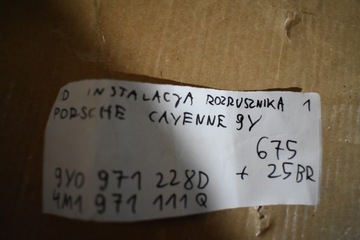 D INSTALACJA ROZRUSZNIKA 1
PORSCHE CAYENNE 9Y
675
9Y0 971 228D + 25BR
4M1 971 111Q